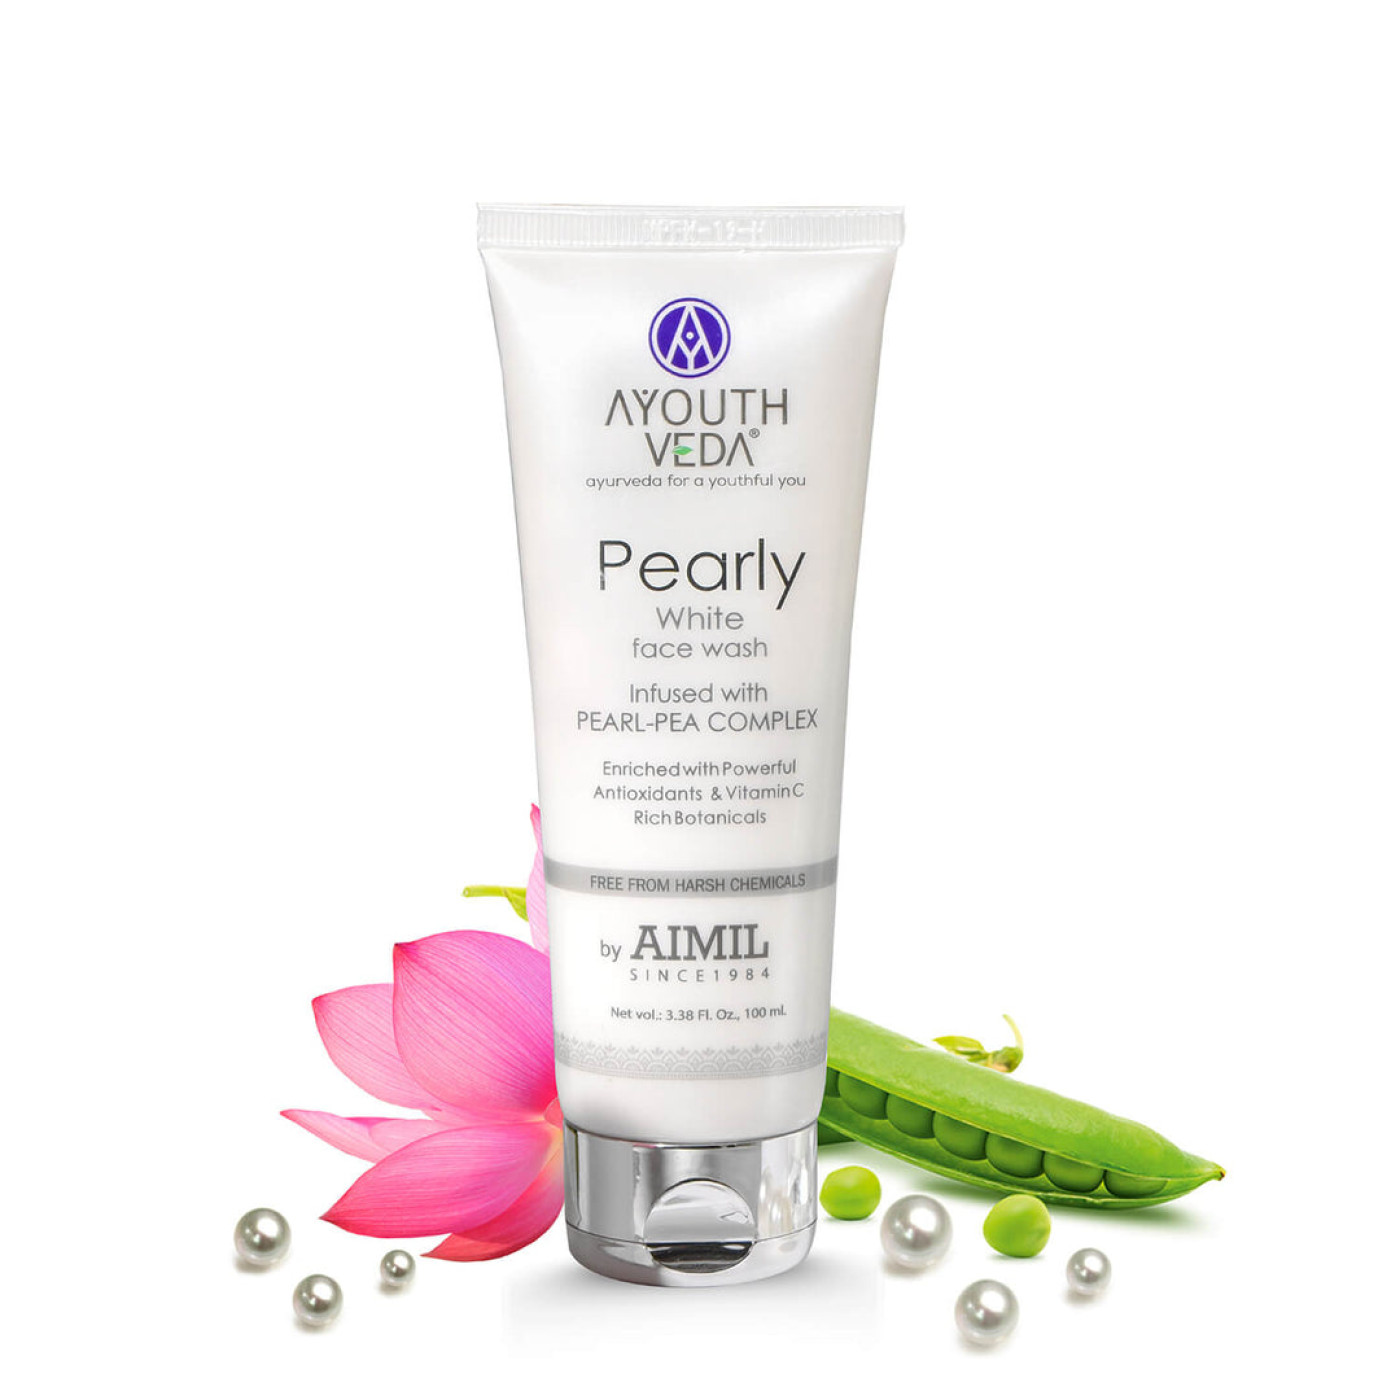 AYOUTH
VEDA®
ayurveda for a youthful you
Pearly
White
face wash
Infused with
PEARL-PEA COMPLEX
Enriched with Powerful
Antioxidants & Vitamin C
Rich Botanicals
FREE FROM HARSH CHEMICALS
by AIMIL
SINCE 1984
Net vol.: 3.38 Fl. Oz., 100 ml.